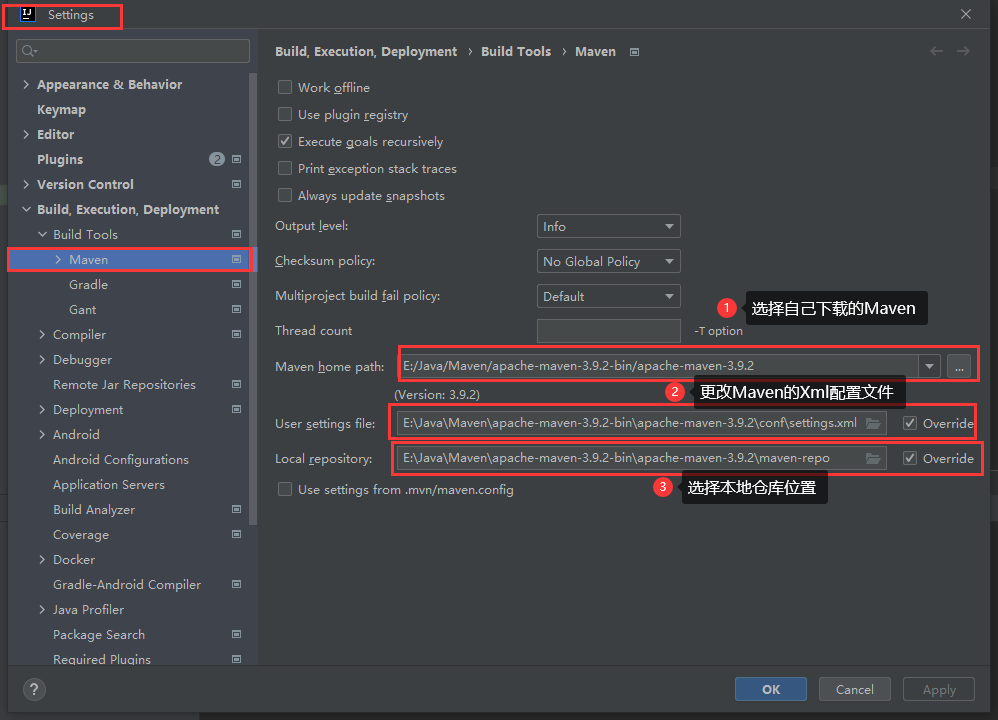 IJ Settings
Build, Execution, Deployment › Build Tools › Maven
Appearance & Behavior
Keymap
Editor
Plugins 2
Version Control
Build, Execution, Deployment
Build Tools
Maven
Gradle
Gant
Compiler
Debugger
Remote Jar Repositories
Deployment
Android
Android Configurations
Application Servers
Build Analyzer
Coverage
Docker
Gradle-Android Compiler
Java Profiler
Package Search
Required Plugins
Work offline
Use plugin registry
Execute goals recursively
Print exception stack traces
Always update snapshots
Output level: Info
Checksum policy: No Global Policy
Multiproject build fail policy: Default
1 选择自己下载的Maven
Thread count -T option
Maven home path: E:/Java/Maven/apache-maven-3.9.2-bin/apache-maven-3.9.2 ...
(Version: 3.9.2)
2 更改Maven的Xml配置文件
User settings file: E:\Java\Maven\apache-maven-3.9.2-bin\apache-maven-3.9.2\conf\settings.xml Override
Local repository: E:\Java\Maven\apache-maven-3.9.2-bin\apache-maven-3.9.2\maven-repo Override
3 选择本地仓库位置
Use settings from .mvn/maven.config
? OK Cancel Apply